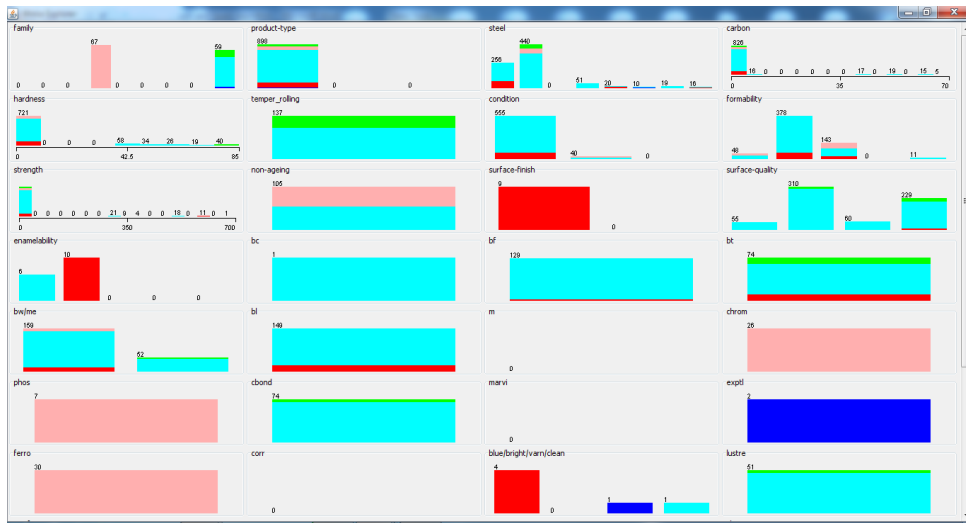 family
67
59
0 0 0 0 0 0 0
product-type
898
0 0
steel
440
256
0 51 20 10 19 16
carbon
826
16 0 0 0 0 17 0 19 0 15 5
0 35 70
hardness
721
0 0 0 58 34 26 19 40
0 42.5 85
temper_rolling
137
condition
555
40 0
formability
378
143
48 0 11
strength
0 0 0 0 0 0 21 0 4 0 0 18 0 11 0 1
0 350 700
non-ageing
105
surface-finish
9
0
surface-quality
310
229
55 60
enamelability
10
6
0 0 0
bc
1
bf
129
bt
74
bw/me
159
52
bl
149
m
0
chrom
26
phos
7
cbond
74
marvi
0
exptl
2
ferro
30
corr
0
blue/bright/varn/clean
4
0 1 1
lustre
51